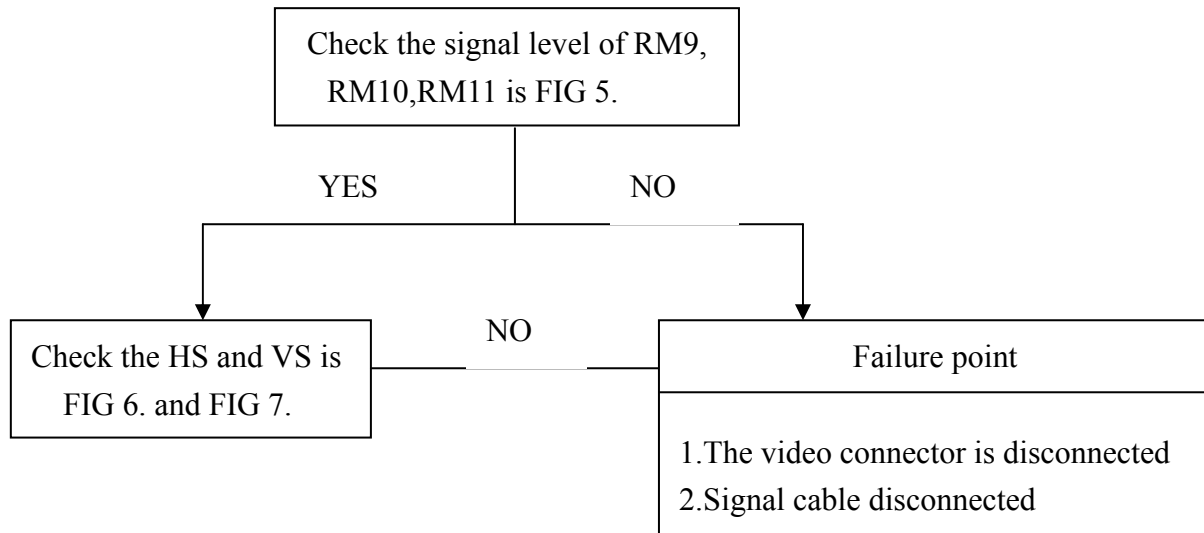 Check the signal level of RM9,
RM10,RM11 is FIG 5.
YES
NO
NO
Check the HS and VS is
FIG 6. and FIG 7.
Failure point
1.The video connector is disconnected
2.Signal cable disconnected